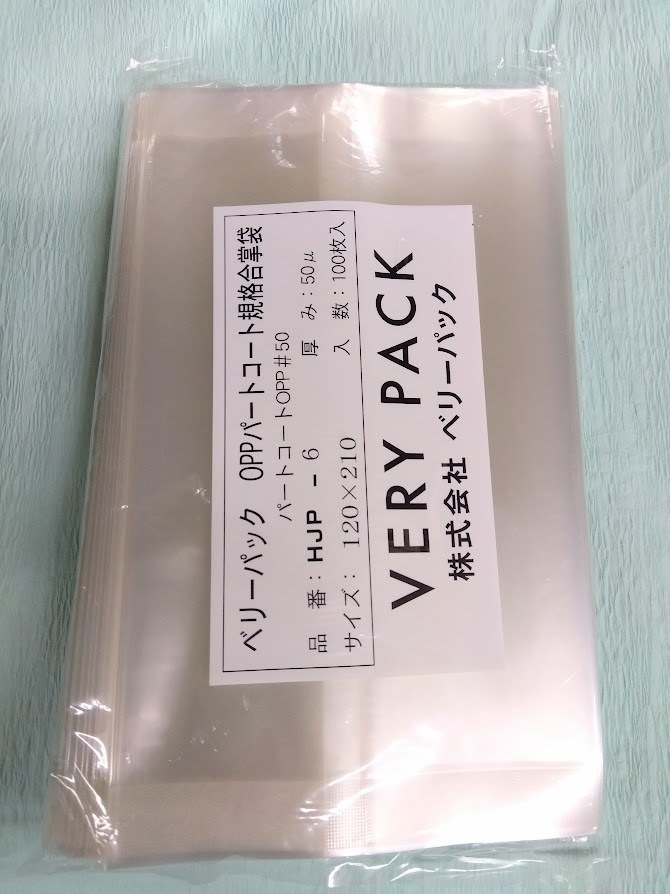 ベリーパック　OPPパートコート規格合掌袋
パートコートOPP＃50
品　番：HJP － 6　厚　み：50μ
サイズ：120×210　入　数：100枚入
VERY PACK
株式会社 ベリーパック